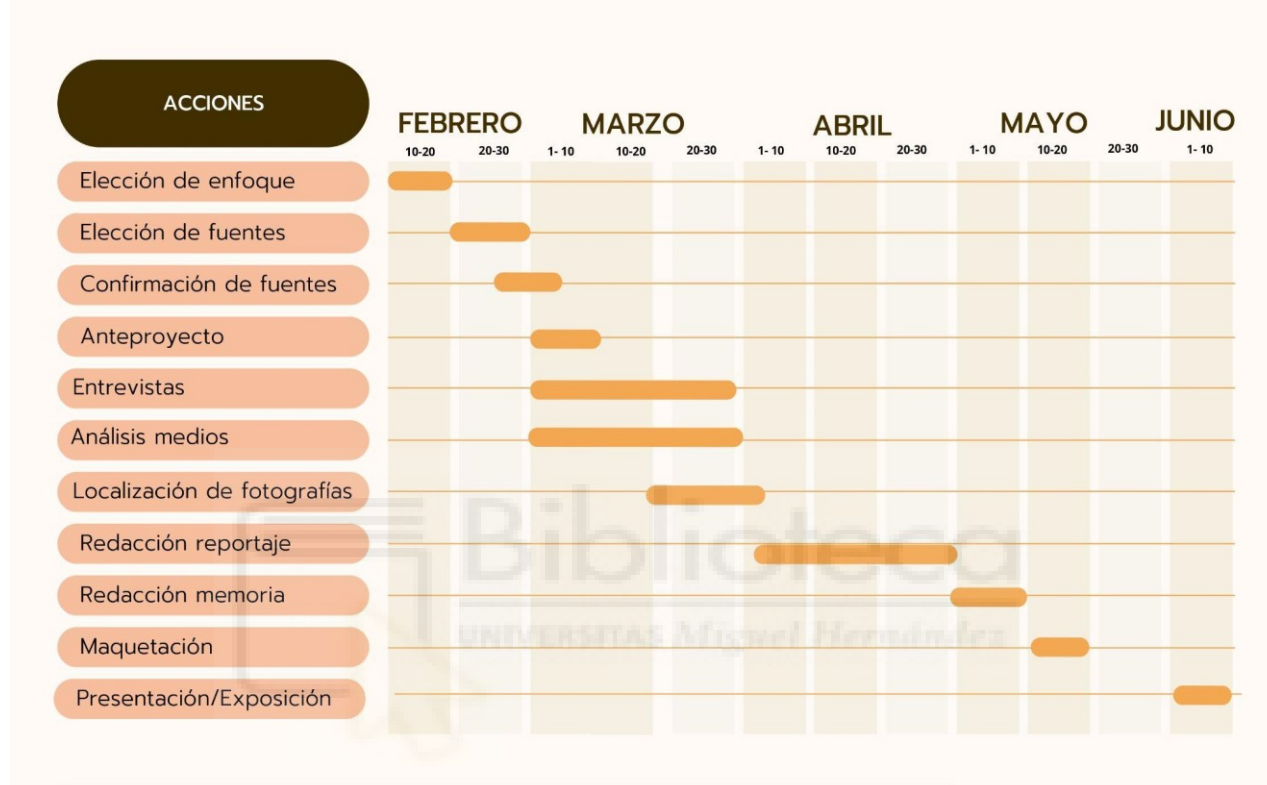 ACCIONES
FEBRERO MARZO ABRIL MAYO JUNIO
10-20 20-30 1- 10 10-20 20-30 1- 10 10-20 20-30 1- 10 10-20 20-30 1- 10
Elección de enfoque
Elección de fuentes
Confirmación de fuentes
Anteproyecto
Entrevistas
Análisis medios
Localización de fotografías
Redacción reportaje
Redacción memoria
Maquetación
Presentación/Exposición
Biblioteca
UNIVERSITAS Miguel Hernández